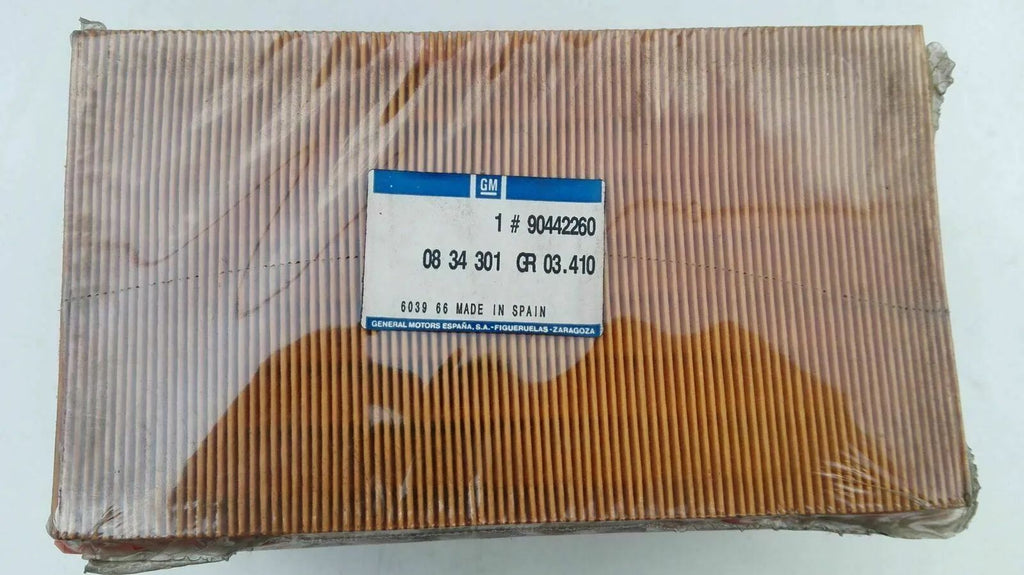 GM
1 # 90442260
08 34 301 GR 03.410
6039 66 MADE IN SPAIN
GENERAL MOTORS ESPAÑA, S.A.-FIGUERUELAS-ZARAGOZA